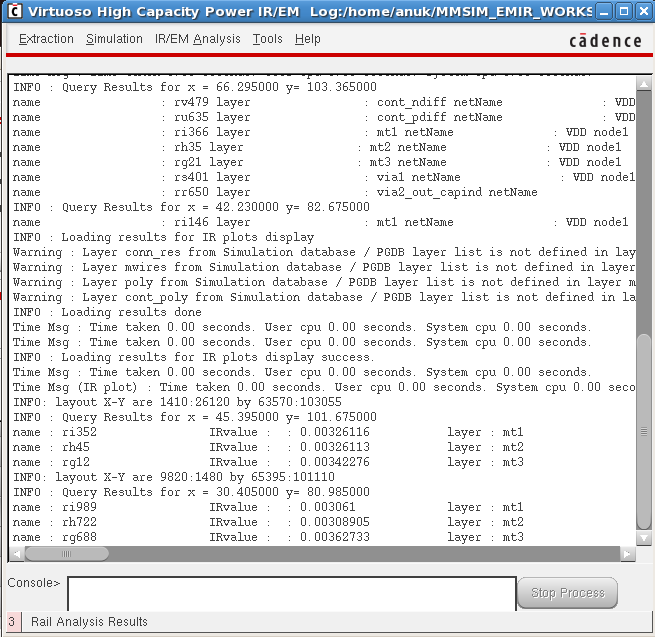 Virtuoso High Capacity Power IR/EM Log:/home/anuk/MMSIM_EMIR_WORKS
Extraction Simulation IR/EM Analysis Tools Help
cādence
INFO : Query Results for x = 66.295000 y= 103.365000
name : rv479 layer : cont_ndiff netName : VDD
name : ru635 layer : cont_pdiff netName : VDD
name : ri366 layer : mt1 netName : VDD node1
name : rh35 layer : mt2 netName : VDD node1
name : rg21 layer : mt3 netName : VDD node1
name : rs401 layer : via1 netName : VDD node1
name : rr650 layer : via2_out_capind netName
INFO : Query Results for x = 42.230000 y= 82.675000
name : ri146 layer : mt1 netName : VDD node1
INFO : Loading results for IR plots display
Warning : Layer conn_res from Simulation database / PGDB layer list is not defined in lay
Warning : Layer mwires from Simulation database / PGDB layer list is not defined in layer
Warning : Layer poly from Simulation database / PGDB layer list is not defined in layer m
Warning : Layer cont_poly from Simulation database / PGDB layer list is not defined in la
INFO : Loading results done
Time Msg : Time taken 0.00 seconds. User cpu 0.00 seconds. System cpu 0.00 seconds.
Time Msg : Time taken 0.00 seconds. User cpu 0.00 seconds. System cpu 0.00 seconds.
INFO : Loading results for IR plots display success.
Time Msg : Time taken 0.00 seconds. User cpu 0.00 seconds. System cpu 0.00 seconds.
Time Msg (IR plot) : Time taken 0.00 seconds. User cpu 0.00 seconds. System cpu 0.00 seco
INFO: layout X-Y are 1410:26120 by 63570:103055
INFO : Query Results for x = 45.395000 y= 101.675000
name : ri352 IRvalue : : 0.00326116 layer : mt1
name : rh45 IRvalue : : 0.00326113 layer : mt2
name : rg12 IRvalue : : 0.00342276 layer : mt3
INFO: layout X-Y are 9820:1480 by 65395:101110
INFO : Query Results for x = 30.405000 y= 80.985000
name : ri989 IRvalue : : 0.003061 layer : mt1
name : rh722 IRvalue : : 0.00308905 layer : mt2
name : rg688 IRvalue : : 0.00362733 layer : mt3
Console>
Stop Process
3 Rail Analysis Results